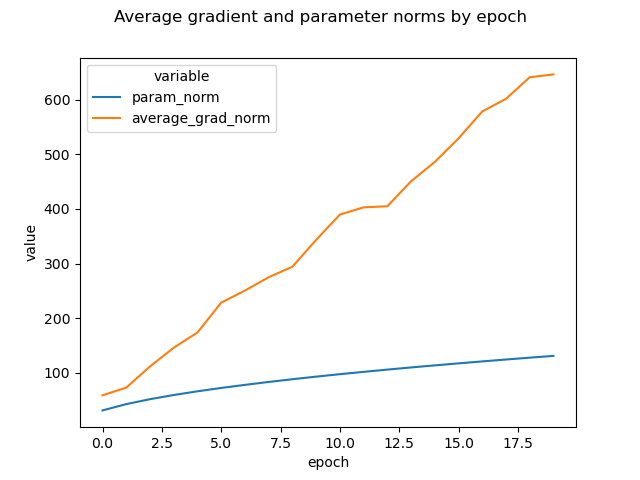 Average gradient and parameter norms by epoch
variable
param_norm
average_grad_norm
600
500
400
300
200
100
value
0.0 2.5 5.0 7.5 10.0 12.5 15.0 17.5
epoch